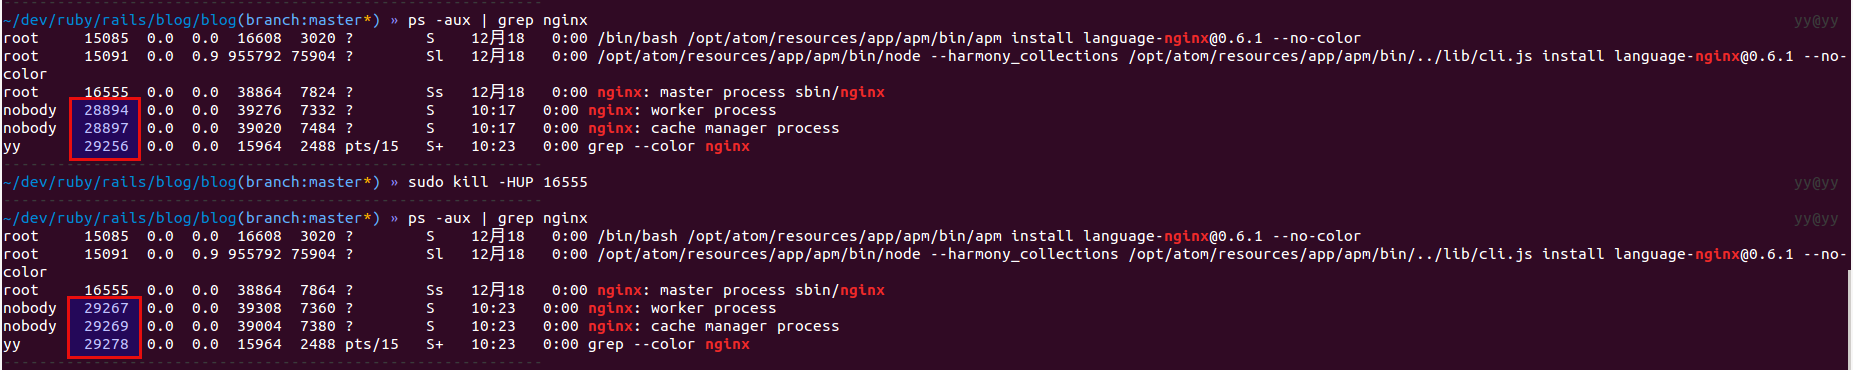 ~/dev/ruby/rails/blog/blog(branch:master*) » ps -aux | grep nginx yy@yy
root 15085 0.0 0.0 16608 3020 ? S 12月18 0:00 /bin/bash /opt/atom/resources/app/apm/bin/apm install language-nginx@0.6.1 --no-color
root 15091 0.0 0.9 955792 75904 ? Sl 12月18 0:00 /opt/atom/resources/app/apm/bin/node --harmony_collections /opt/atom/resources/app/apm/bin/../lib/cli.js install language-nginx@0.6.1 --no-
color
root 16555 0.0 0.0 38864 7824 ? Ss 12月18 0:00 nginx: master process sbin/nginx
nobody 28894 0.0 0.0 39276 7332 ? S 10:17 0:00 nginx: worker process
nobody 28897 0.0 0.0 39020 7484 ? S 10:17 0:00 nginx: cache manager process
yy 29256 0.0 0.0 15964 2488 pts/15 S+ 10:23 0:00 grep --color nginx
~/dev/ruby/rails/blog/blog(branch:master*) » sudo kill -HUP 16555 yy@yy
~/dev/ruby/rails/blog/blog(branch:master*) » ps -aux | grep nginx yy@yy
root 15085 0.0 0.0 16608 3020 ? S 12月18 0:00 /bin/bash /opt/atom/resources/app/apm/bin/apm install language-nginx@0.6.1 --no-color
root 15091 0.0 0.9 955792 75904 ? Sl 12月18 0:00 /opt/atom/resources/app/apm/bin/node --harmony_collections /opt/atom/resources/app/apm/bin/../lib/cli.js install language-nginx@0.6.1 --no-
color
root 16555 0.0 0.0 38864 7864 ? Ss 12月18 0:00 nginx: master process sbin/nginx
nobody 29267 0.0 0.0 39308 7360 ? S 10:23 0:00 nginx: worker process
nobody 29269 0.0 0.0 39004 7380 ? S 10:23 0:00 nginx: cache manager process
yy 29278 0.0 0.0 15964 2488 pts/15 S+ 10:23 0:00 grep --color nginx